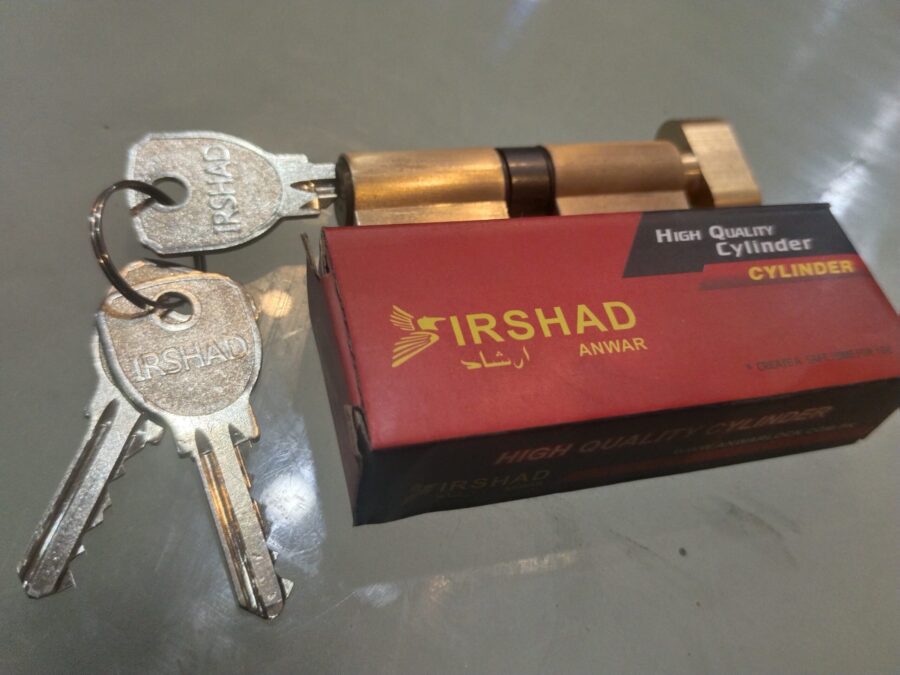 IRSHAD
IRSHAD
HIGH QUALITY
Cylinder
CYLINDER
IRSHAD
ارشاد
ANWAR
HIGH QUALITY CYLINDER
IRSHAD